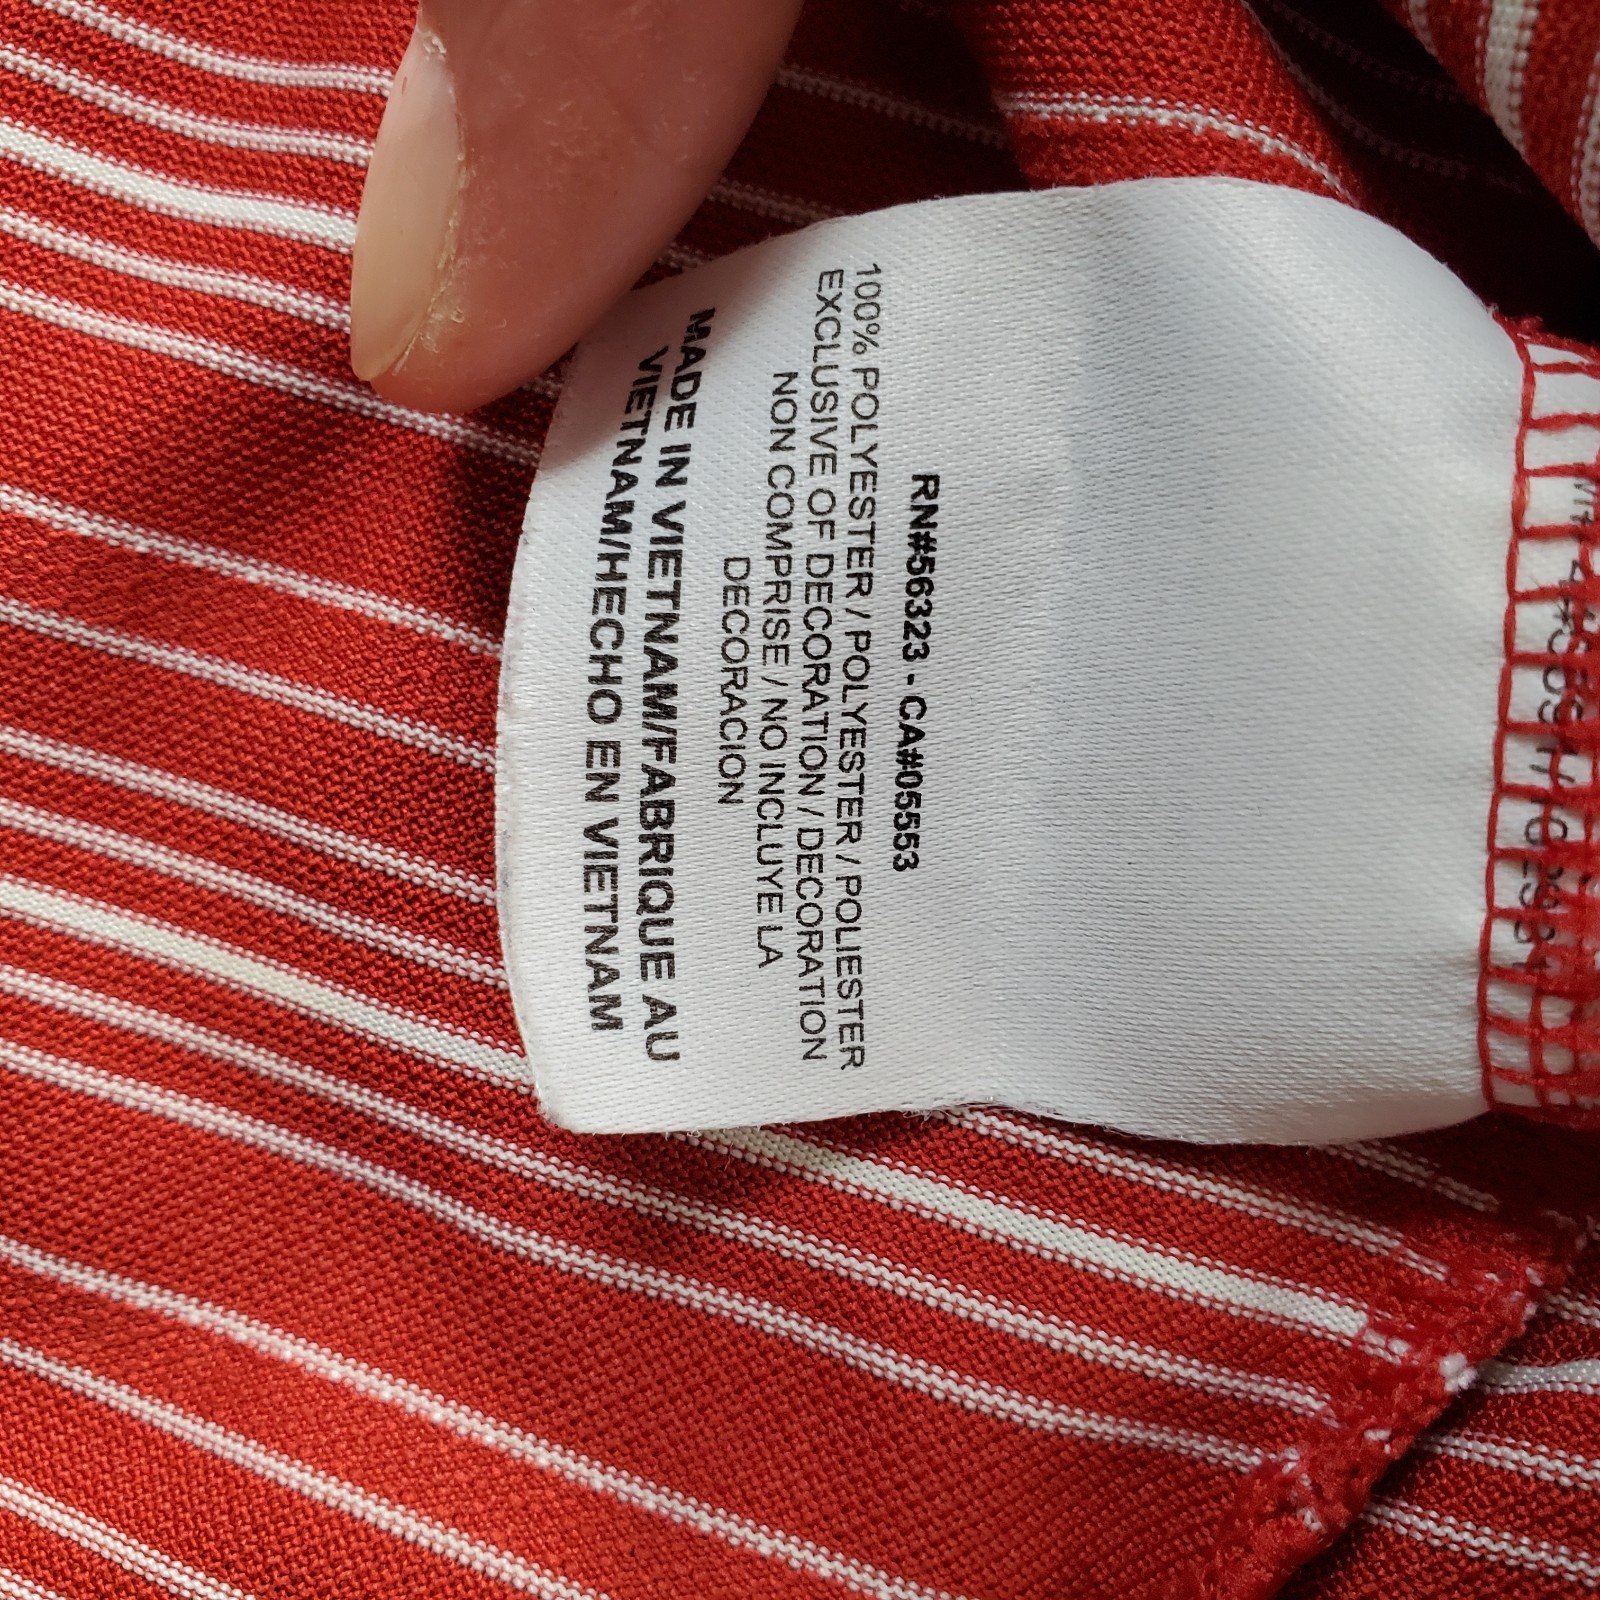 RN#56323 - CA#05553
100% POLYESTER / POLYESTER / POLIESTER
EXCLUSIVE OF DECORATION / DECORATION
NON COMPRISE / NO INCLUYE LA
DECORACION
MADE IN VIETNAM/FABRIQUE AU
VIETNAM/HECHO EN VIETNAM